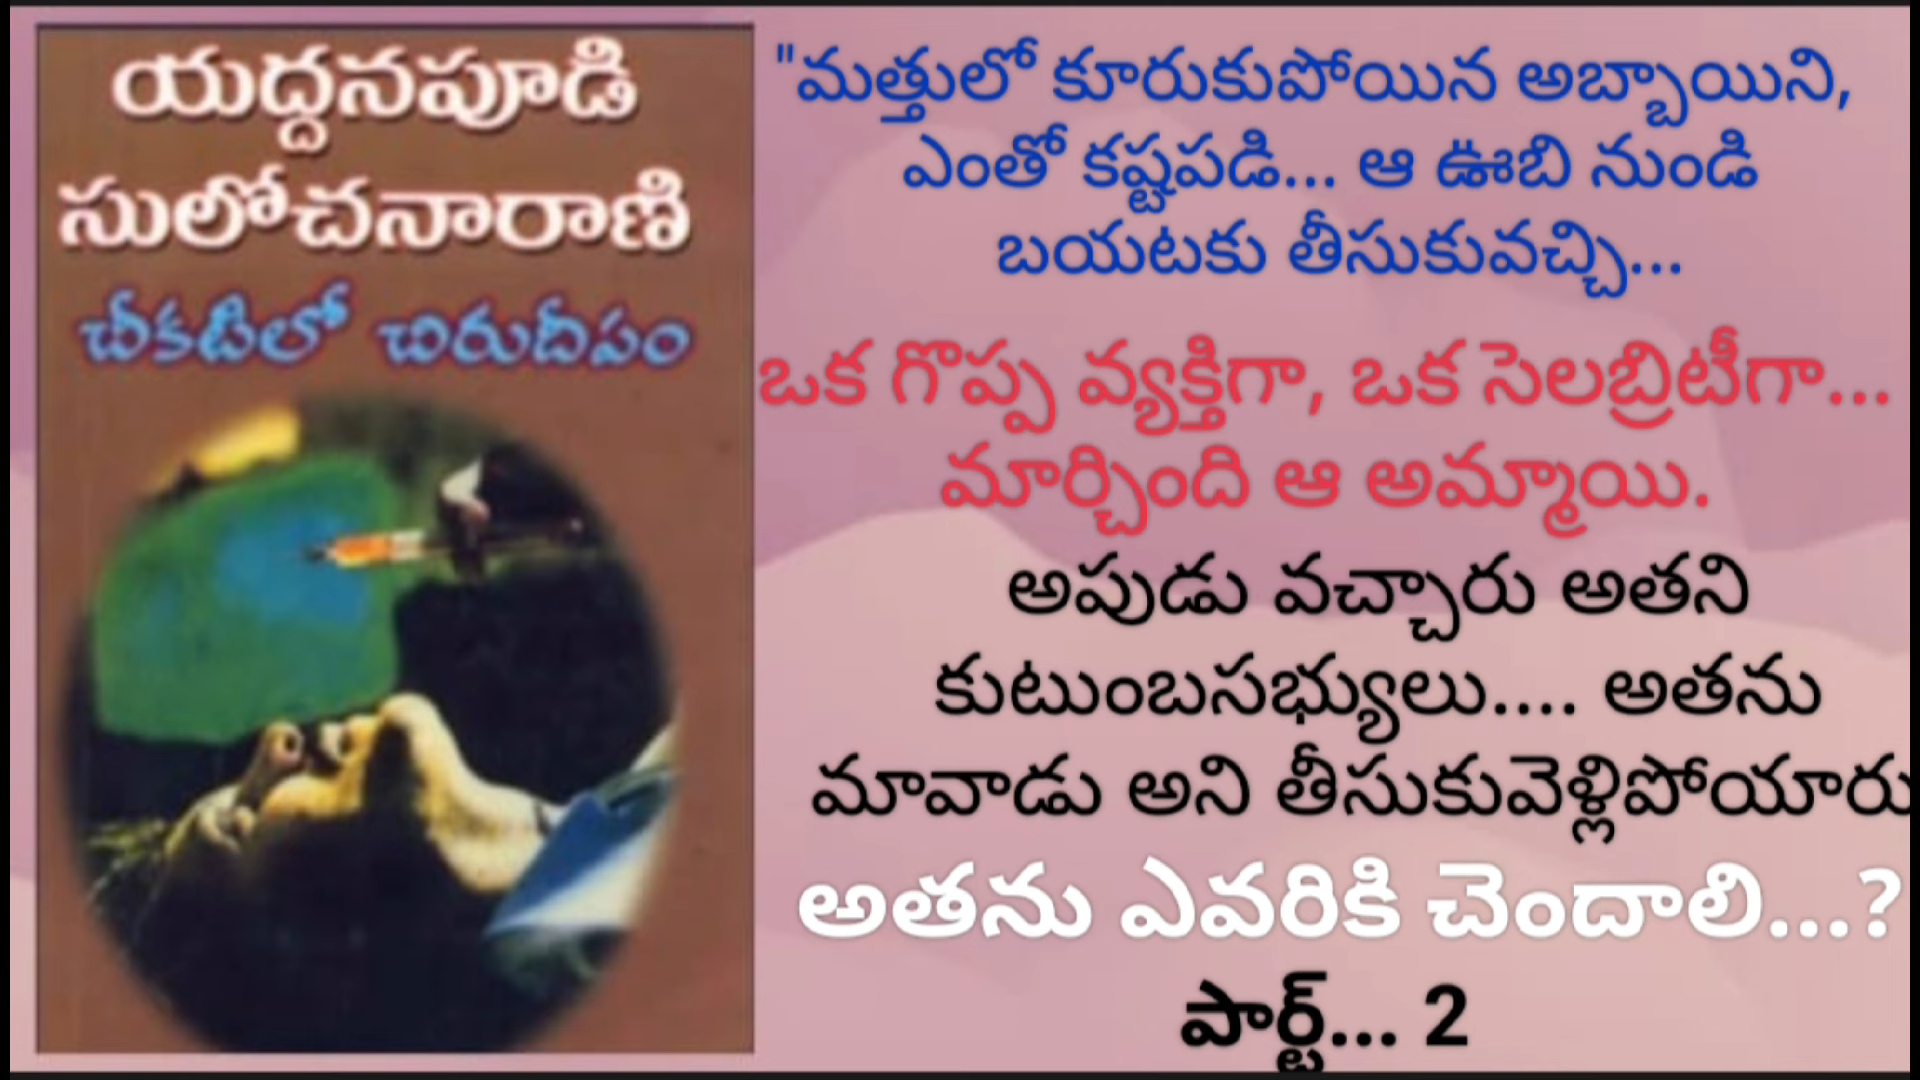 యద్దనపూడి
సులోచనారాణి
చీకటిలో చిరుదీపం
"మత్తులో కూరుకుపోయిన అబ్బాయిని,
ఎంతో కష్టపడి... ఆ ఊబి నుండి
బయటకు తీసుకువచ్చి...
ఒక గొప్ప వ్యక్తిగా, ఒక సెలబ్రిటీగా...
మార్చింది ఆ అమ్మాయి.
అపుడు వచ్చారు అతని
కుటుంబసభ్యులు.... అతను
మావాడు అని తీసుకువెళ్లిపోయారు
అతను ఎవరికి చెందాలి...?
పార్ట్... 2